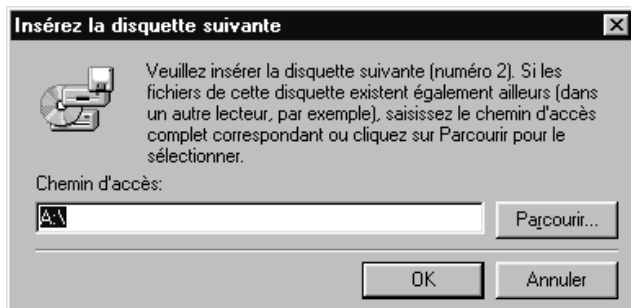 Insérez la disquette suivante
Veuillez insérer la disquette suivante (numéro 2). Si les
fichiers de cette disquette existent également ailleurs (dans
un autre lecteur, par exemple), saisissez le chemin d'accès
complet correspondant ou cliquez sur Parcourir pour le
sélectionner.
Chemin d'accès:
A:\
Parcourir...
OK
Annuler